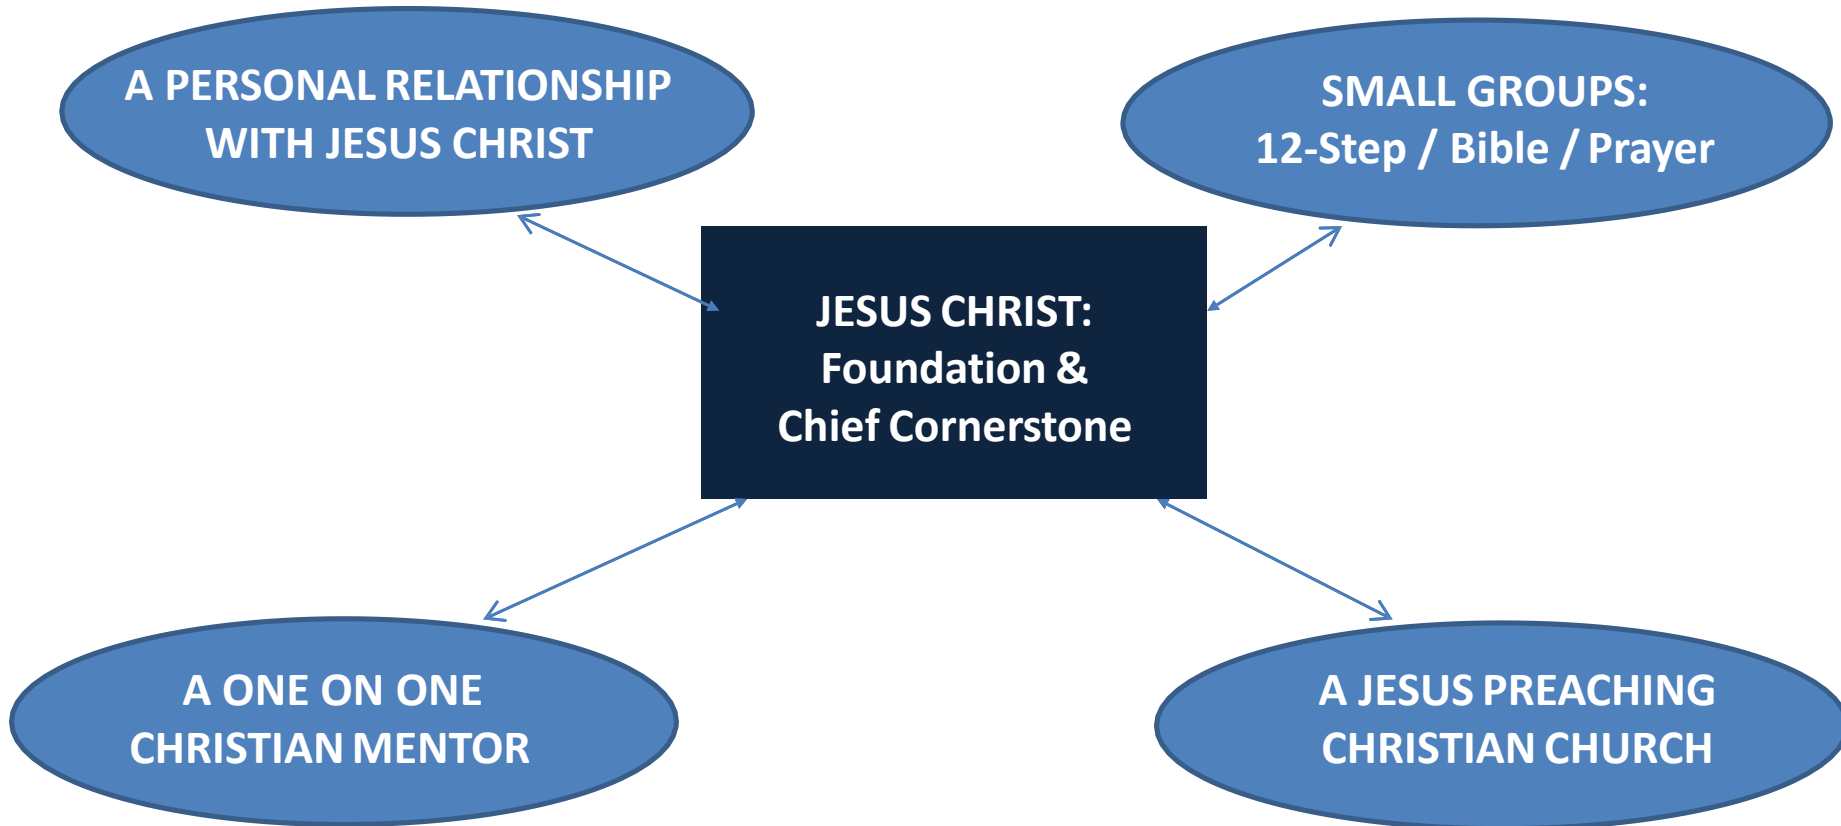 A PERSONAL RELATIONSHIP
WITH JESUS CHRIST
SMALL GROUPS:
12-Step / Bible / Prayer
JESUS CHRIST:
Foundation &
Chief Cornerstone
A ONE ON ONE
CHRISTIAN MENTOR
A JESUS PREACHING
CHRISTIAN CHURCH